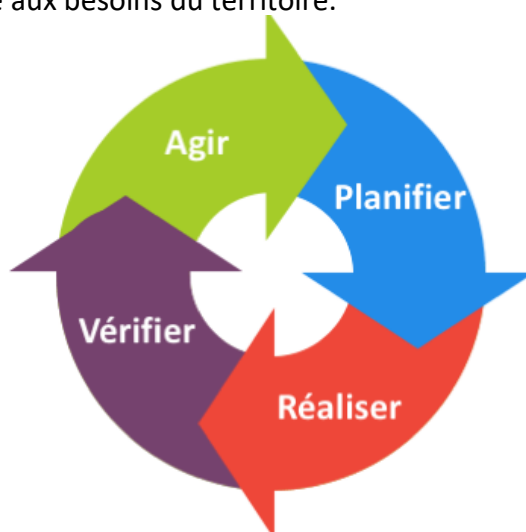 aux besoins du territoire.
Agir
Planifier
Vérifier
Réaliser